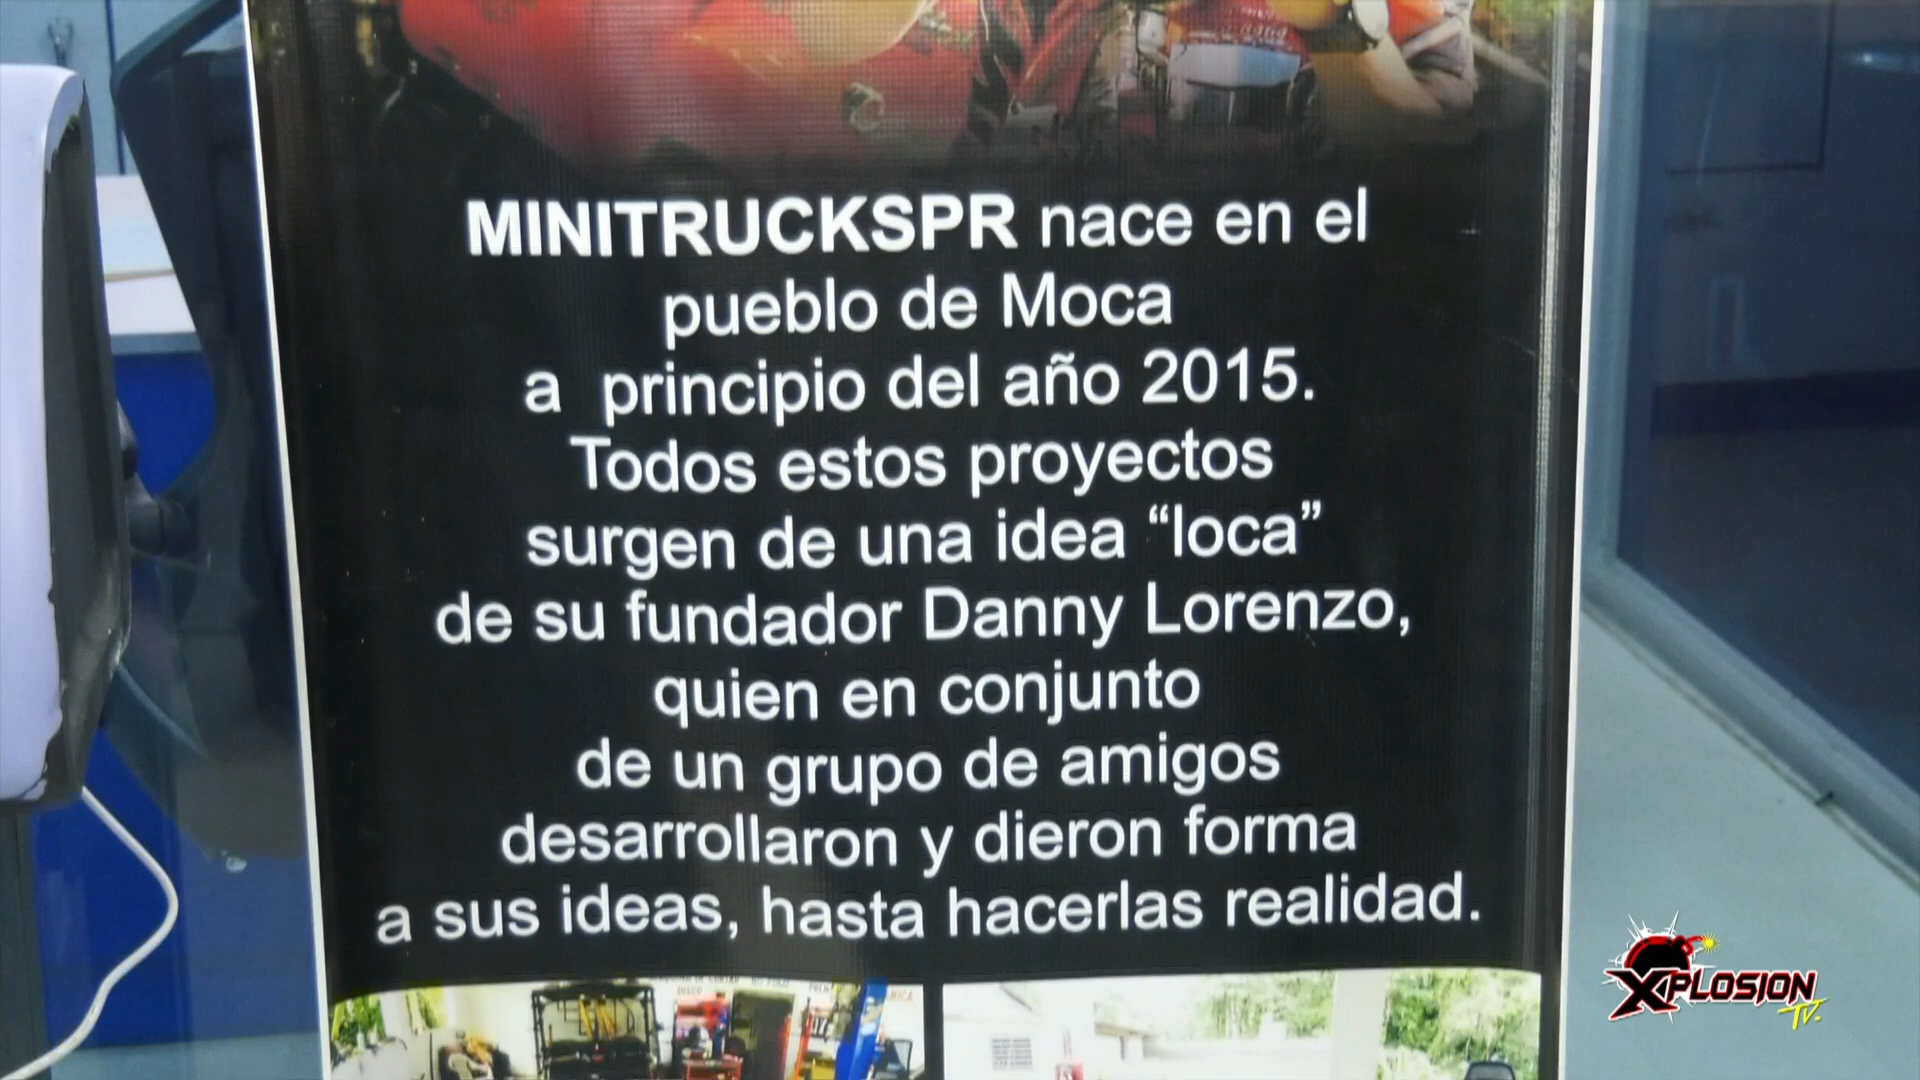 MINITRUCKSPR nace en el
pueblo de Moca
a principio del año 2015.
Todos estos proyectos
surgen de una idea “loca”
de su fundador Danny Lorenzo,
quien en conjunto
de un grupo de amigos
desarrollaron y dieron forma
a sus ideas, hasta hacerlas realidad.
DISCO
XPLOSION
TV.